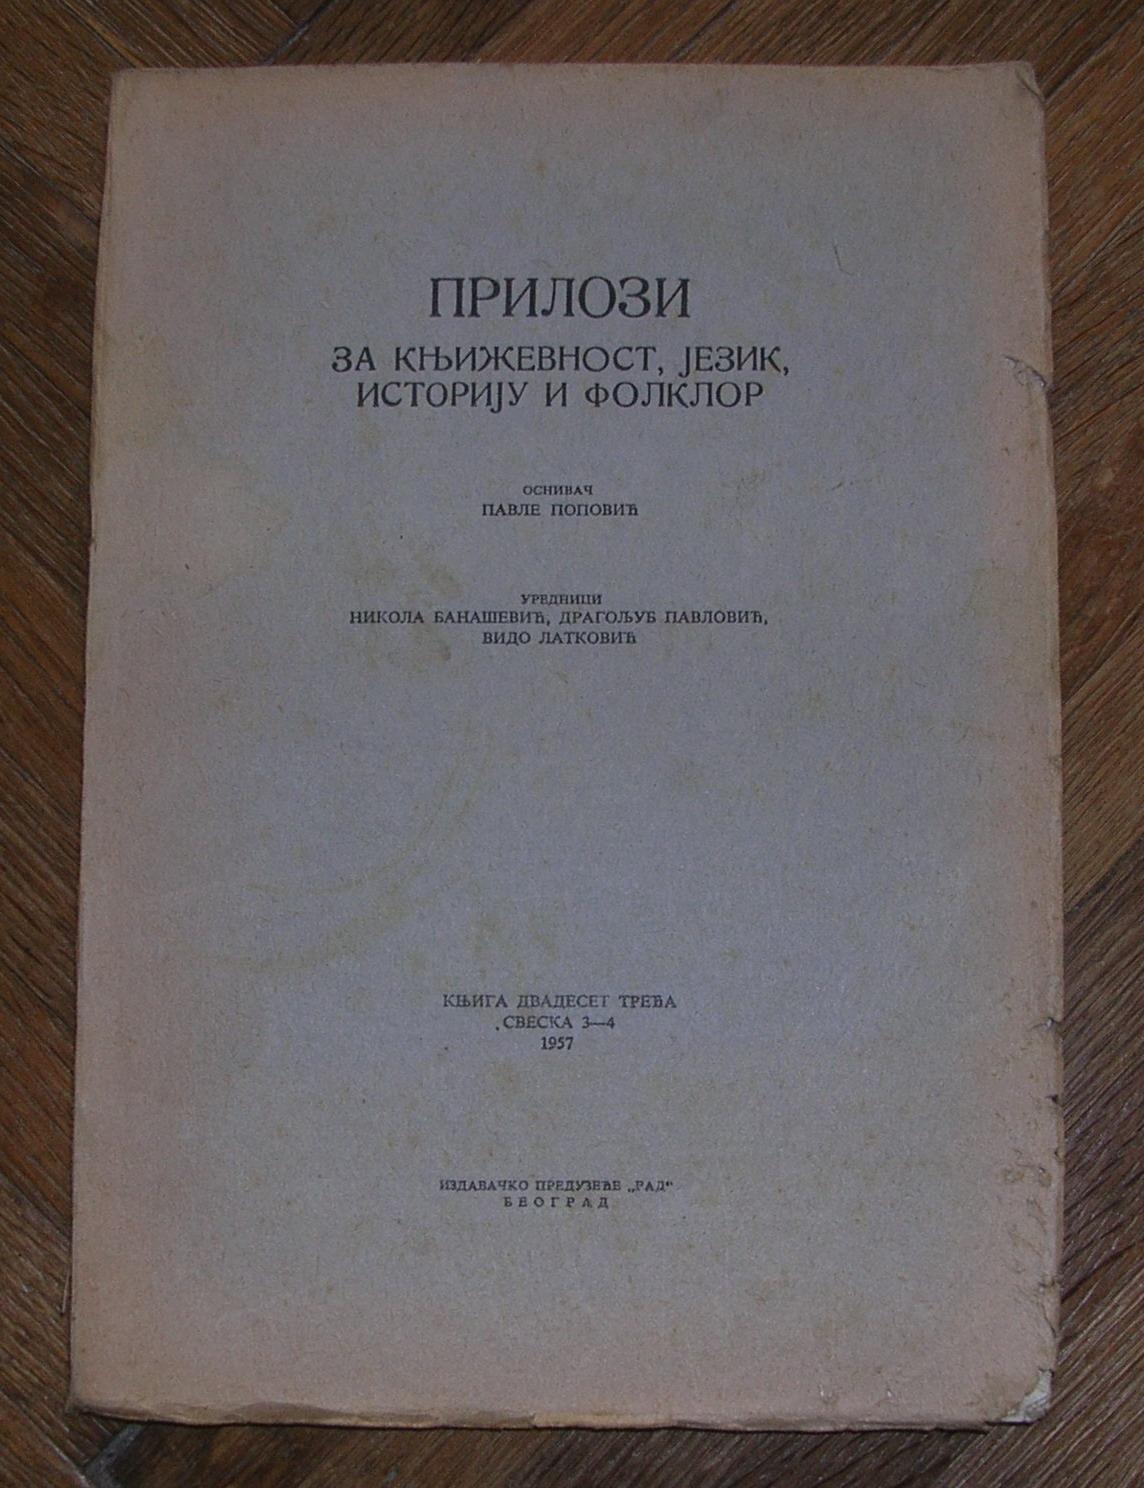 ПРИЛОЗИ
ЗА КЊИЖЕВНОСТ, ЈЕЗИК,
ИСТОРИЈУ И ФОЛКЛОР
ОСНИВАЧ
ПАВЛЕ ПОПОВИЋ
УРЕДНИЦИ
НИКОЛА БАНАШЕВИЋ, ДРАГОЉУБ ПАВЛОВИЋ,
ВИДО ЛАТКОВИЋ
КЊИГА ДВАДЕСЕТ ТРЕЋА
СВЕСКА 3—4
1957
ИЗДАВАЧКО ПРЕДУЗЕЋЕ „РАД“
БЕОГРАД